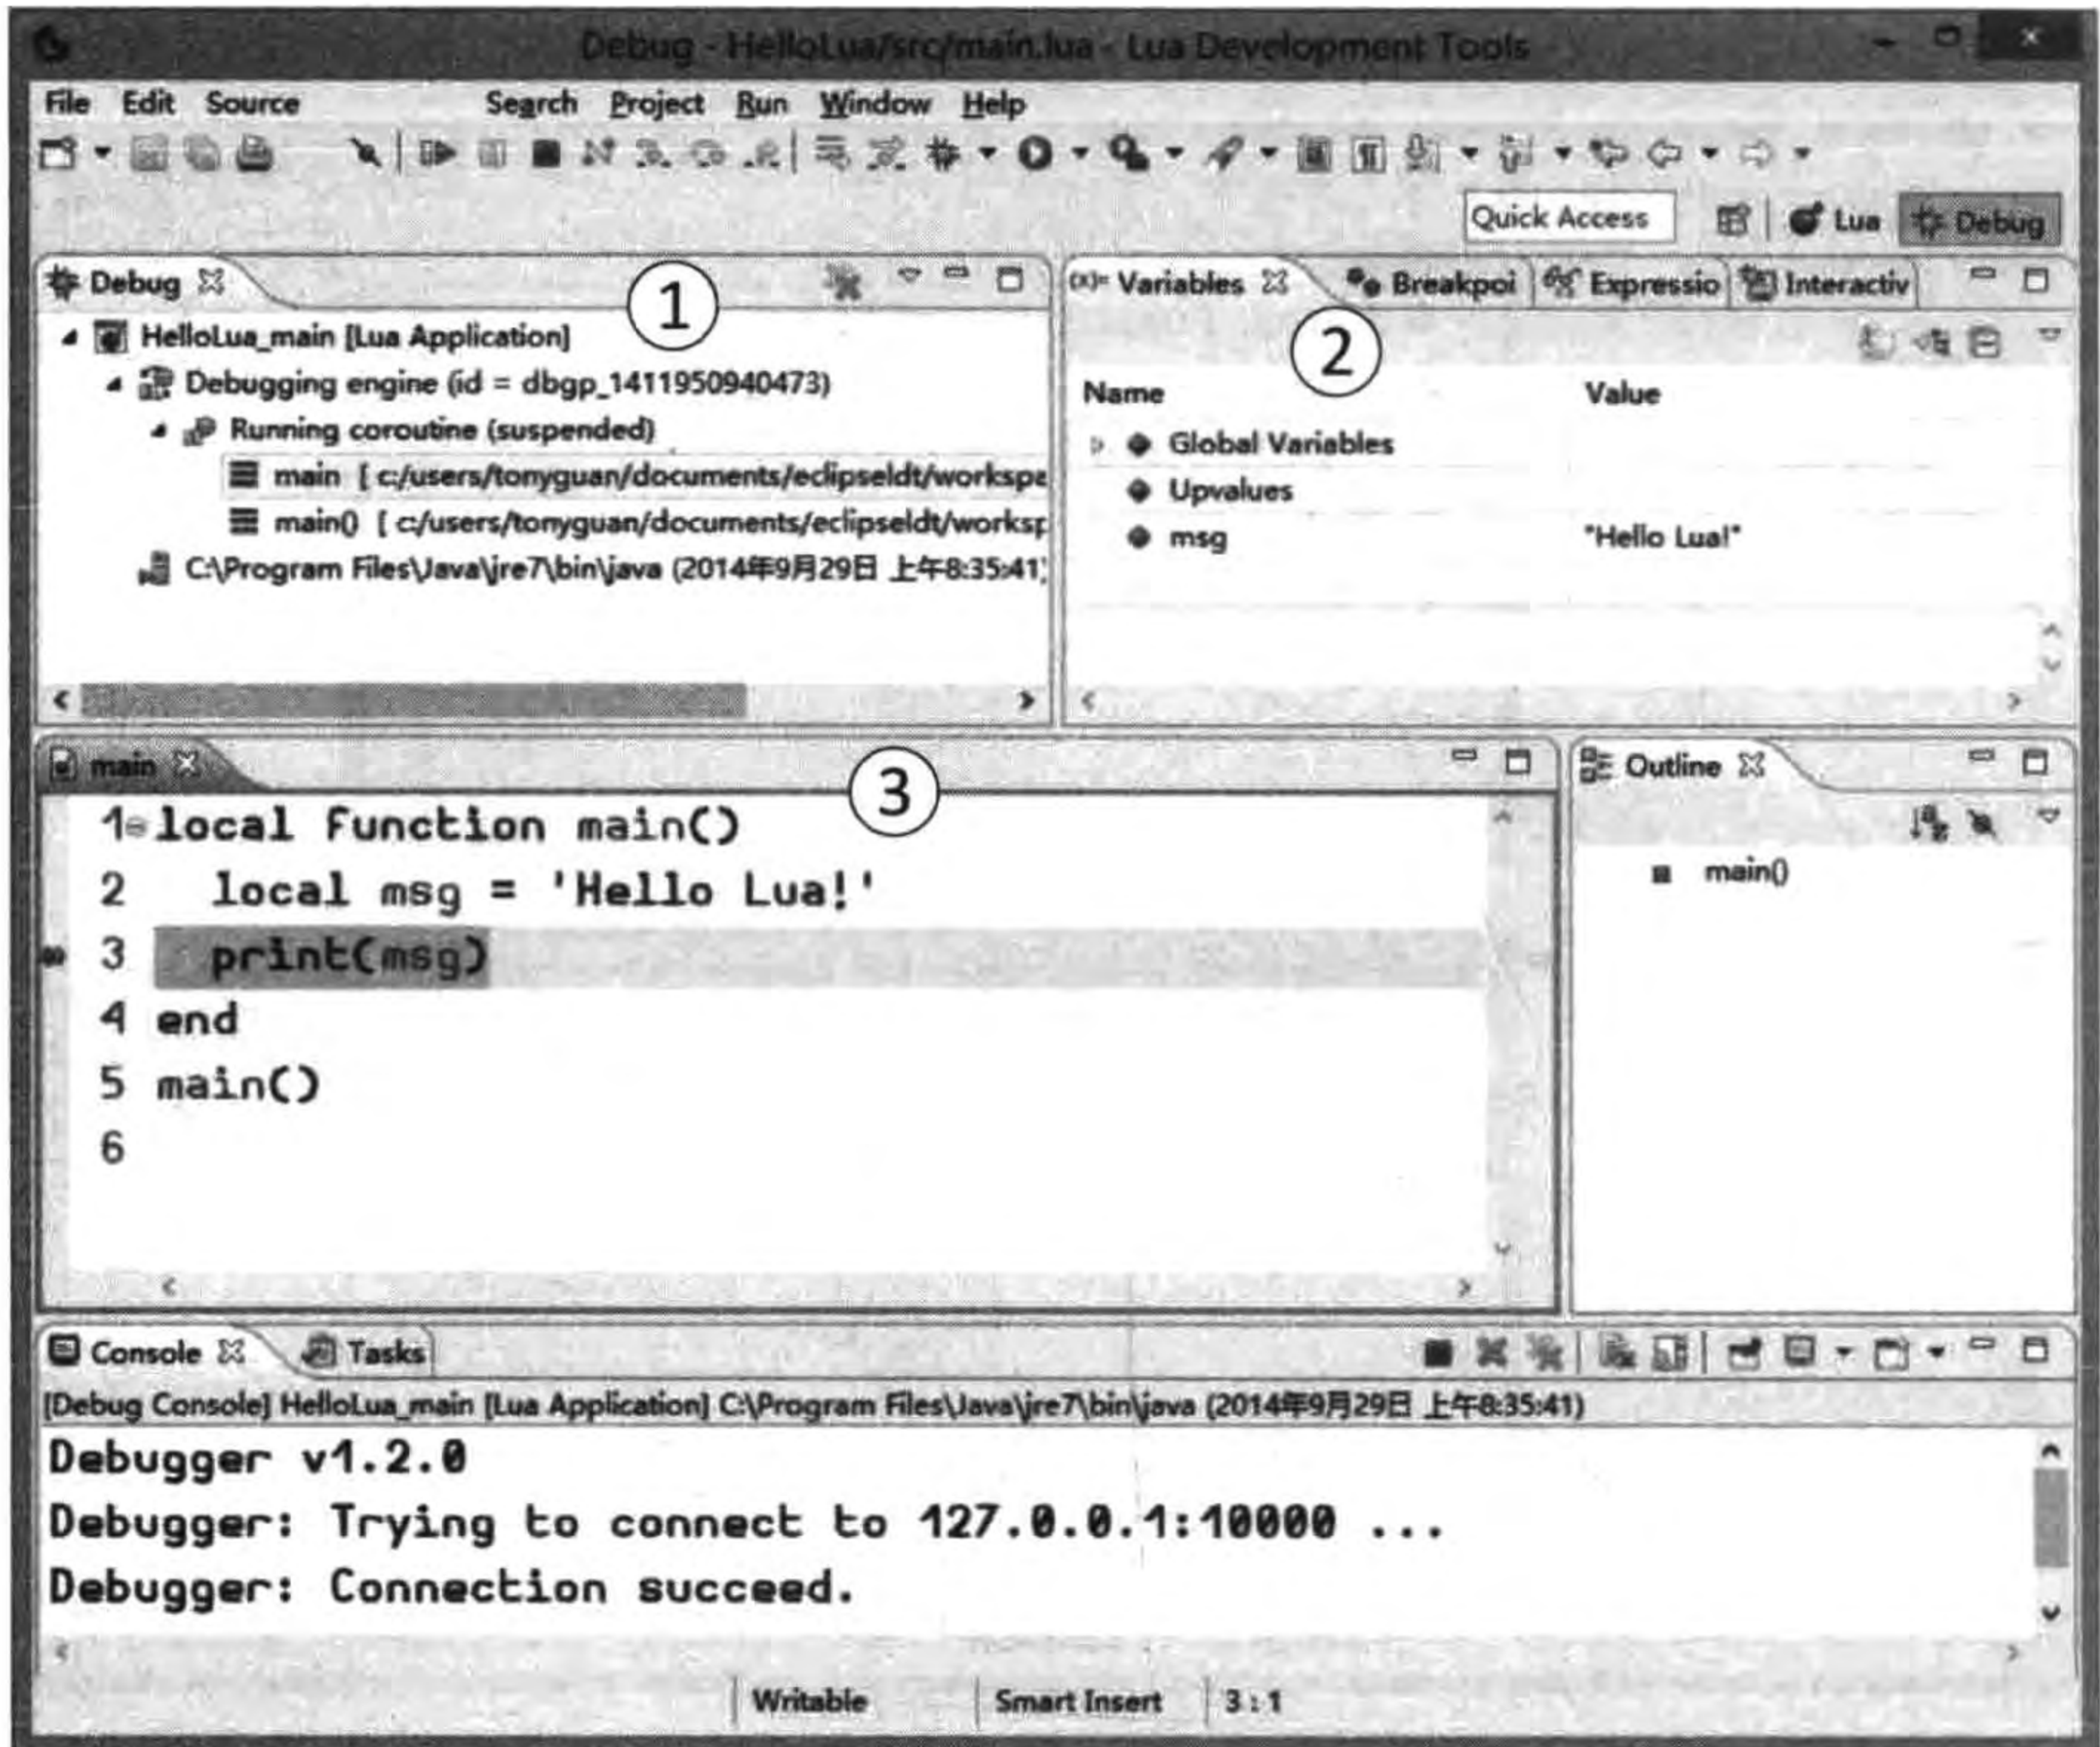 Debug - HelloLua/src/main.lua - Lua Development Tools
File Edit Source Search Project Run Window Help
Quick Access Lua Debug
Debug
①
HelloLua_main [Lua Application]
Debugging engine (id = dbgp_1411950940473)
Running coroutine (suspended)
main [ c:/users/tonyguan/documents/eclipseldt/workspa
main() [ c:/users/tonyguan/documents/eclipseldt/worksp
C:\Program Files\Java\jre7\bin\java (2014年9月29日 上午8:35:41)
(x)= Variables Breakpoi Expressio Interactiv
②
Name Value
Global Variables
Upvalues
msg "Hello Lua!"
main
③
1 local function main()
2 local msg = 'Hello Lua!'
3 print(msg)
4 end
5 main()
6
Outline
main()
Console Tasks
[Debug Console] HelloLua_main [Lua Application] C:\Program Files\Java\jre7\bin\java (2014年9月29日 上午8:35:41)
Debugger v1.2.0
Debugger: Trying to connect to 127.0.0.1:10000 ...
Debugger: Connection succeed.
Writable Smart Insert 3 : 1